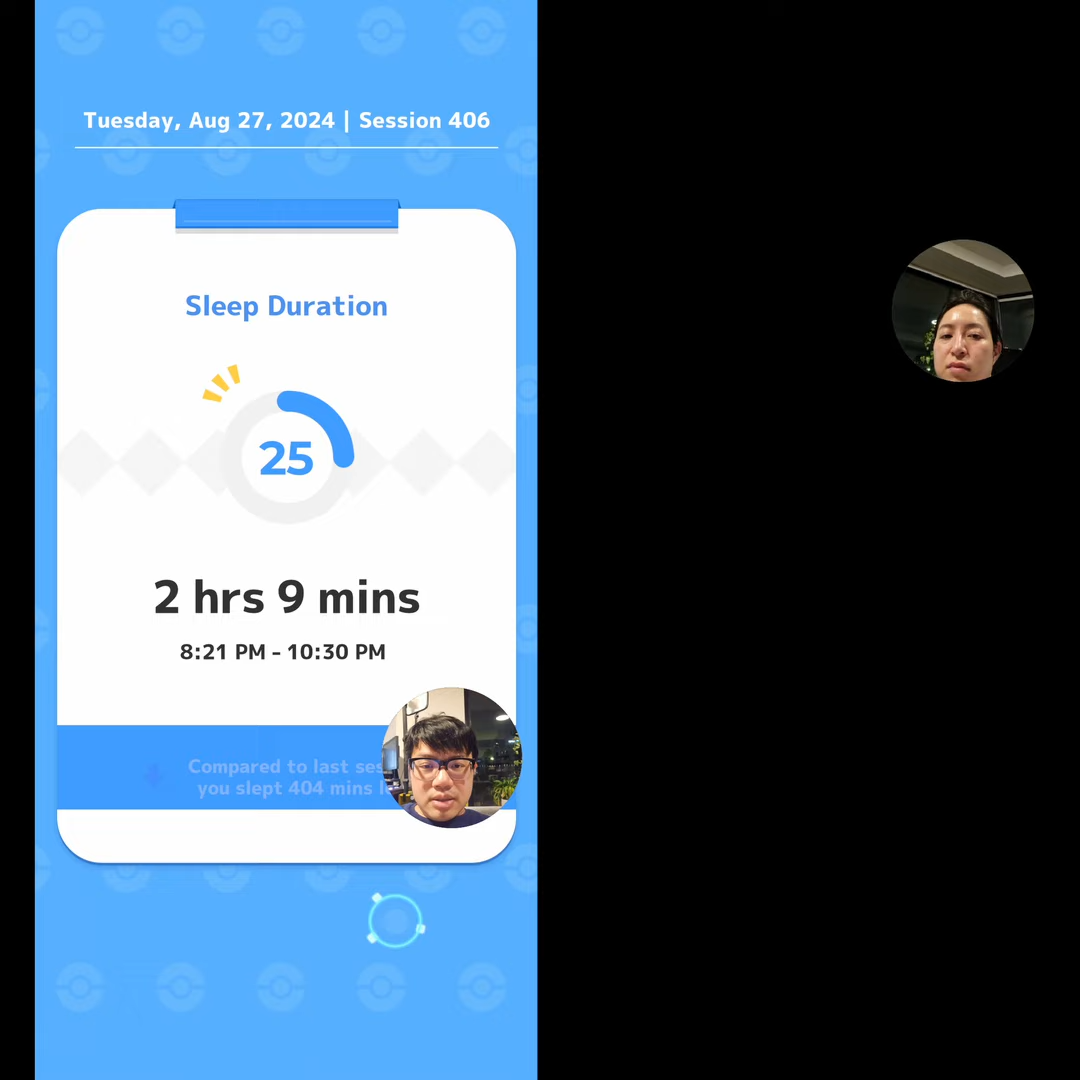 Tuesday, Aug 27, 2024 | Session 406
Sleep Duration
25
2 hrs 9 mins
8:21 PM - 10:30 PM
Compared to last
you slept 404 mins